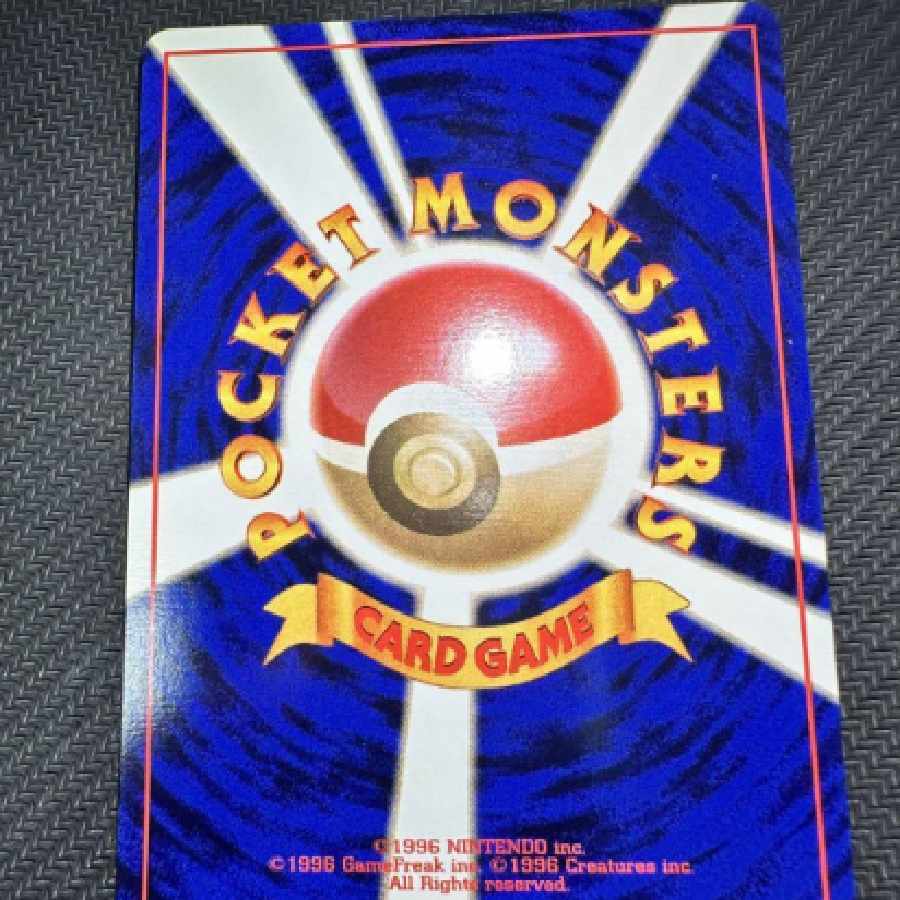 POCKET MONSTERS
CARD GAME
©1996 NINTENDO inc.
©1996 GameFreak inc. ©1996 Creatures inc.
All Rights reserved.